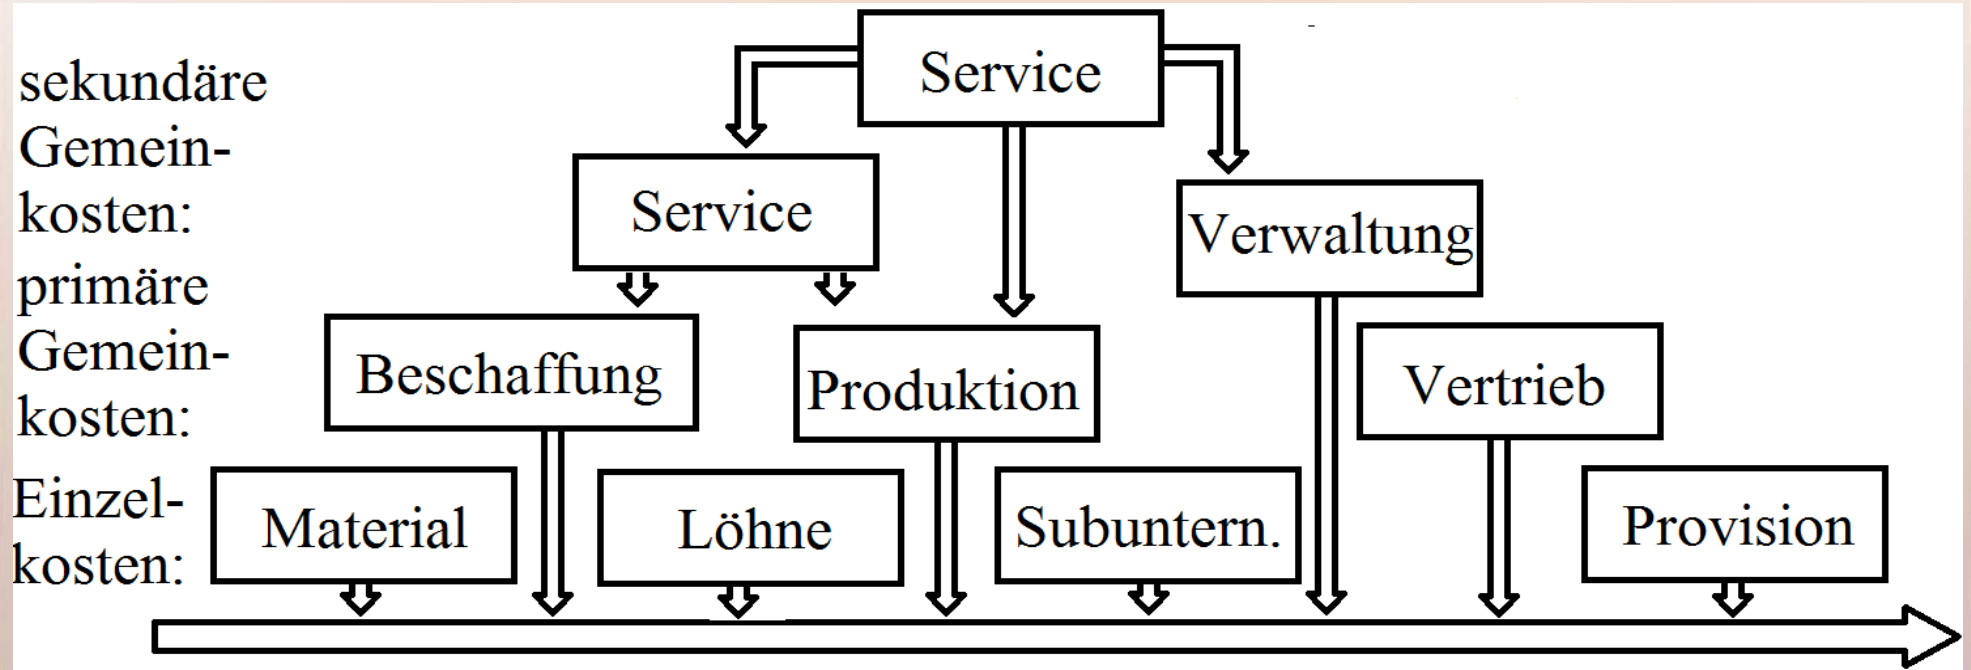 sekundäre
Gemein-
kosten:
primäre
Gemein-
kosten:
Einzel-
kosten:
Service
Service
Verwaltung
Beschaffung
Produktion
Vertrieb
Material
Löhne
Subuntern.
Provision